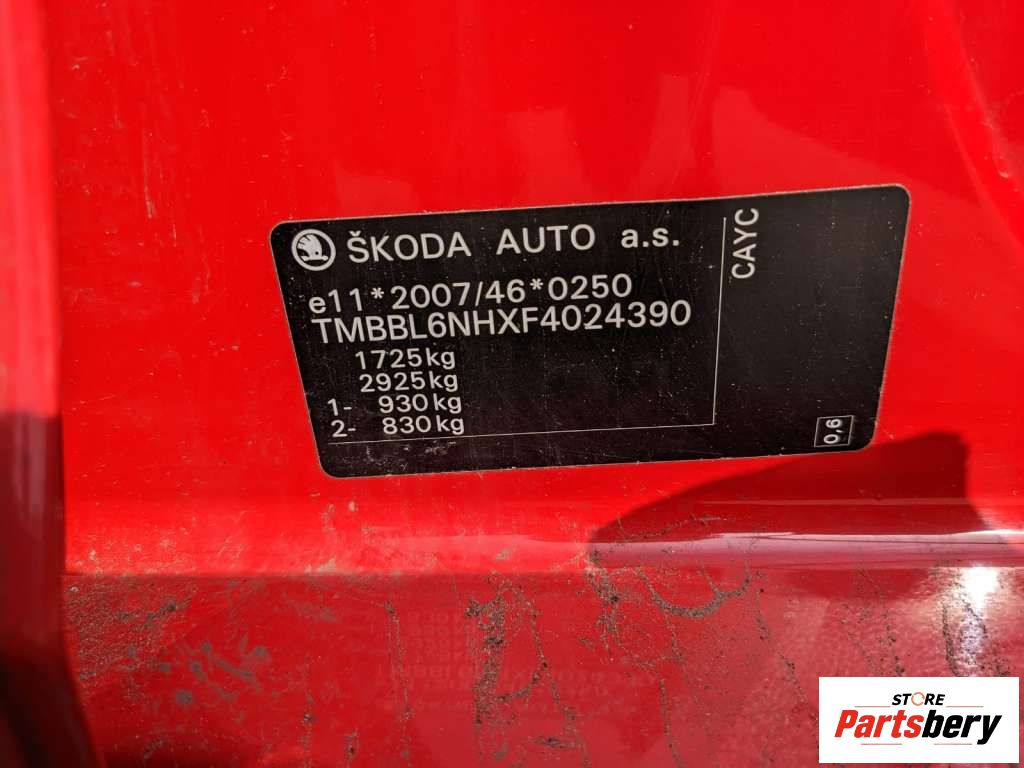 ŠKODA AUTO a.s.
e11*2007/46*0250
TMBBL6NHXF4024390
1725kg
2925kg
1- 930kg
2- 830kg
CAYC
0,6
STORE
Partsbery